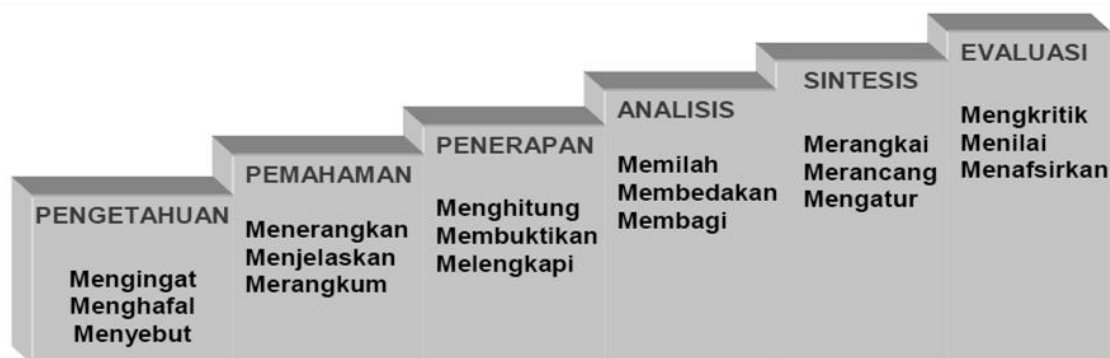 PENGETAHUAN
Mengingat
Menghafal
Menyebut
PEMAHAMAN
Menerangkan
Menjelaskan
Merangkum
PENERAPAN
Menghitung
Membuktikan
Melengkapi
ANALISIS
Memilah
Membedakan
Membagi
SINTESIS
Merangkai
Merancang
Mengatur
EVALUASI
Mengkritik
Menilai
Menafsirkan